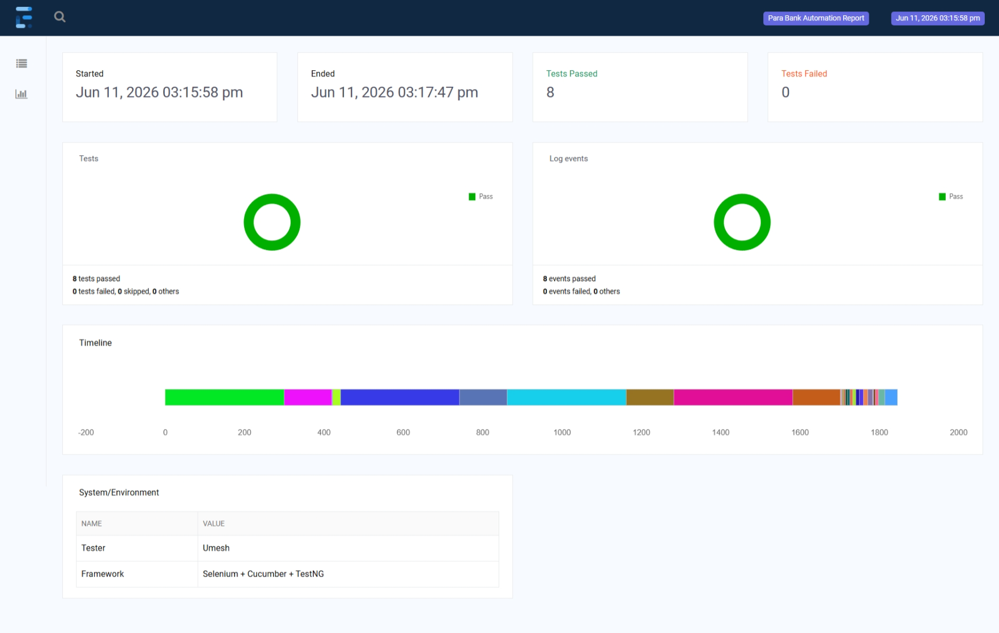 Para Bank Automation Report
Jun 11, 2026 03:15:58 pm
Started
Jun 11, 2026 03:15:58 pm
Ended
Jun 11, 2026 03:17:47 pm
Tests Passed
8
Tests Failed
0
Tests
Pass
8 tests passed
0 tests failed, 0 skipped, 0 others
Log events
Pass
8 events passed
0 events failed, 0 others
Timeline
-200 0 200 400 600 800 1000 1200 1400 1600 1800 2000
System/Environment
NAME VALUE
Tester Umesh
Framework Selenium + Cucumber + TestNG